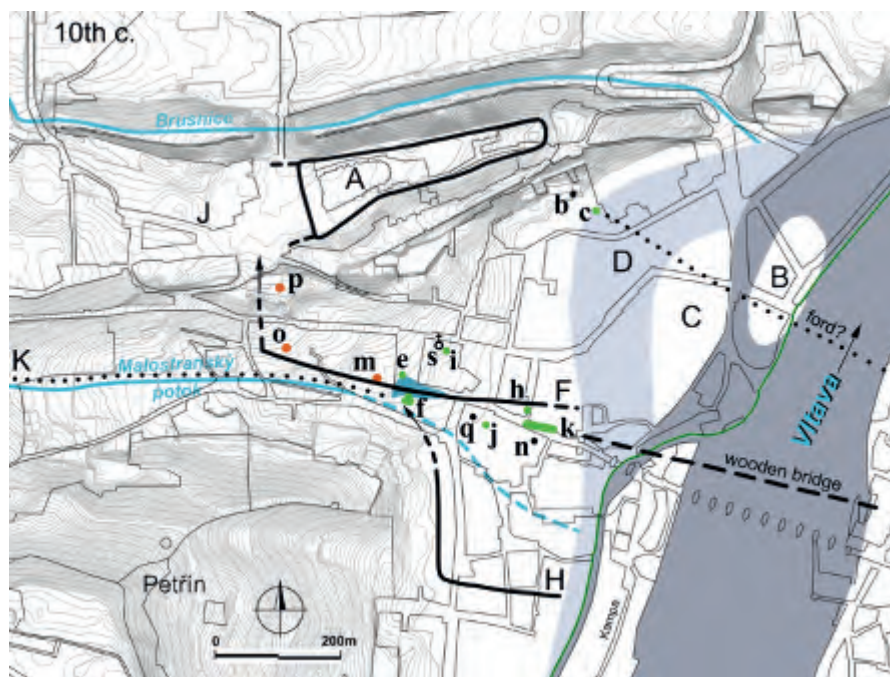 10th c.
Brusnice
A
J
b
c
D
B
p
C
ford?
o
K
Malostranský
potok
m
e
s
i
f
F
h
k
q
j
n
Vltava
wooden bridge
H
Petřín
Kampa
0
200m